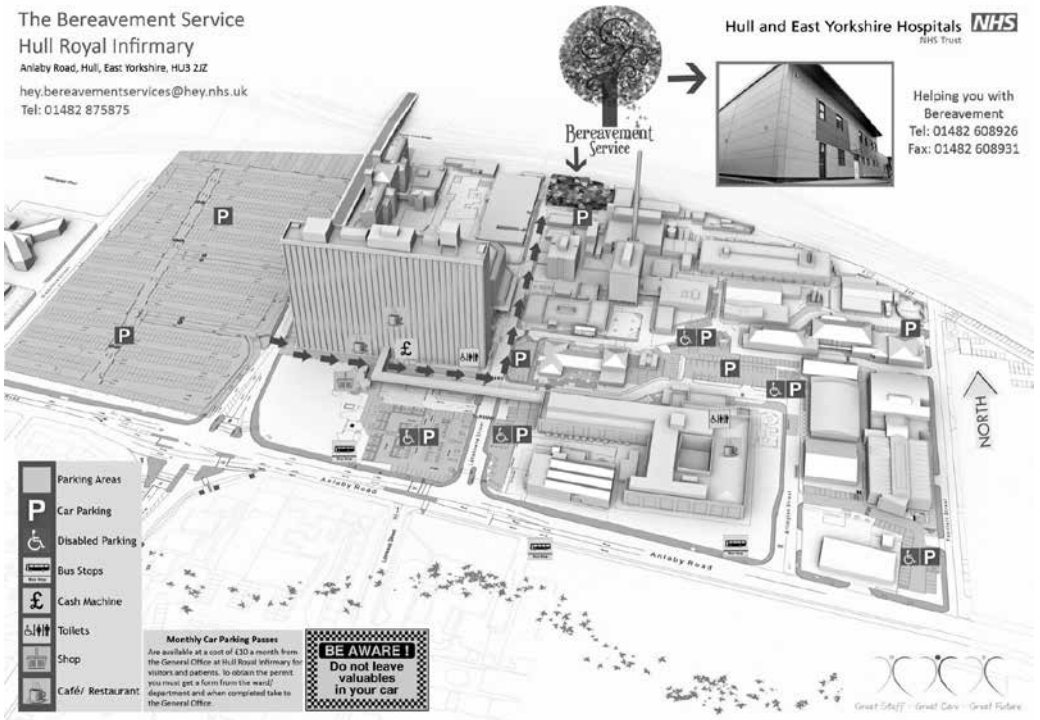 The Bereavement Service
Hull Royal Infirmary
Anlaby Road, Hull, East Yorkshire, HU3 2JZ
hey.bereavementservices@hey.nhs.uk
Tel: 01482 875875
Bereavement
Service
Hull and East Yorkshire Hospitals NHS
NHS Trust
Helping you with
Bereavement
Tel: 01482 608926
Fax: 01482 608931
P
P
P
P
P
P
P
P
P
P
P
£
NORTH
Anlaby Road
Anlaby Road
Parking Areas
P Car Parking
Disabled Parking
Bus Stops
£ Cash Machine
Toilets
Shop
Café/ Restaurant
Monthly Car Parking Passes
Are available at a cost of £30 a month from
the General Office at Hull Royal Infirmary for
visitors and patients. To obtain the permit
you must get a form from the ward/
department and when completed take to
the General Office.
BE AWARE !
Do not leave
valuables
in your car
Great Staff - Great Care - Great Future